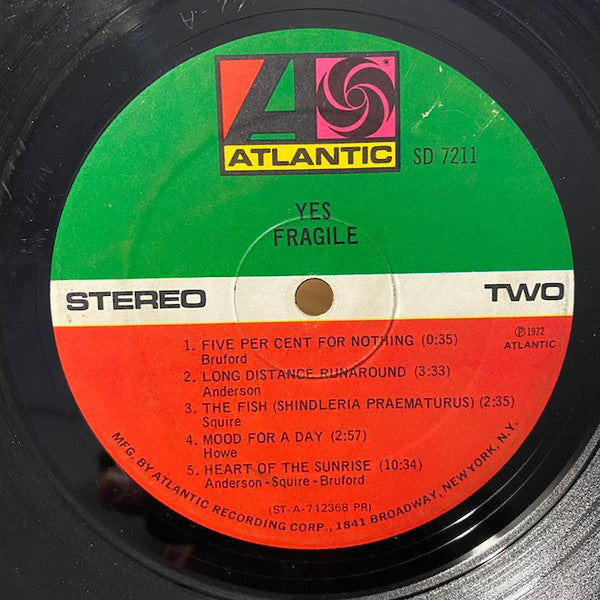 ATLANTIC
SD 7211
YES
FRAGILE
STEREO
TWO
℗ 1972
ATLANTIC
1. FIVE PER CENT FOR NOTHING (0:35)
Bruford
2. LONG DISTANCE RUNAROUND (3:33)
Anderson
3. THE FISH (SHINDLERIA PRAEMATURUS) (2:35)
Squire
4. MOOD FOR A DAY (2:57)
Howe
5. HEART OF THE SUNRISE (10:34)
Anderson-Squire-Bruford
(ST-A-712368 PR)
MFG. BY ATLANTIC RECORDING CORP., 1841 BROADWAY, NEW YORK, N.Y.